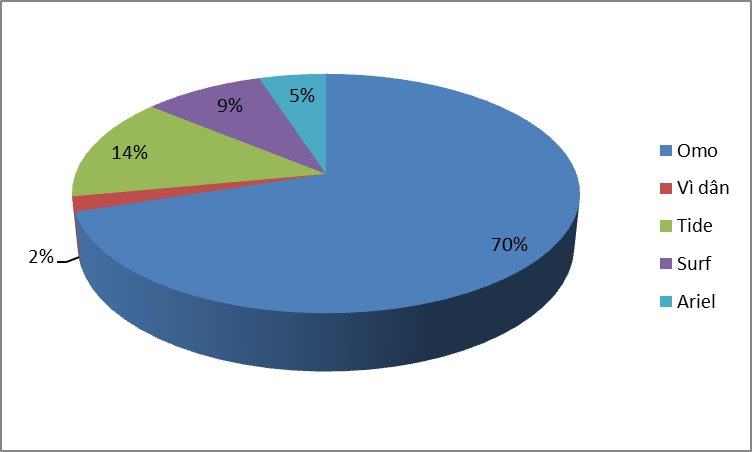 5%
9%
14%
70%
2%
Omo
Vì dân
Tide
Surf
Ariel